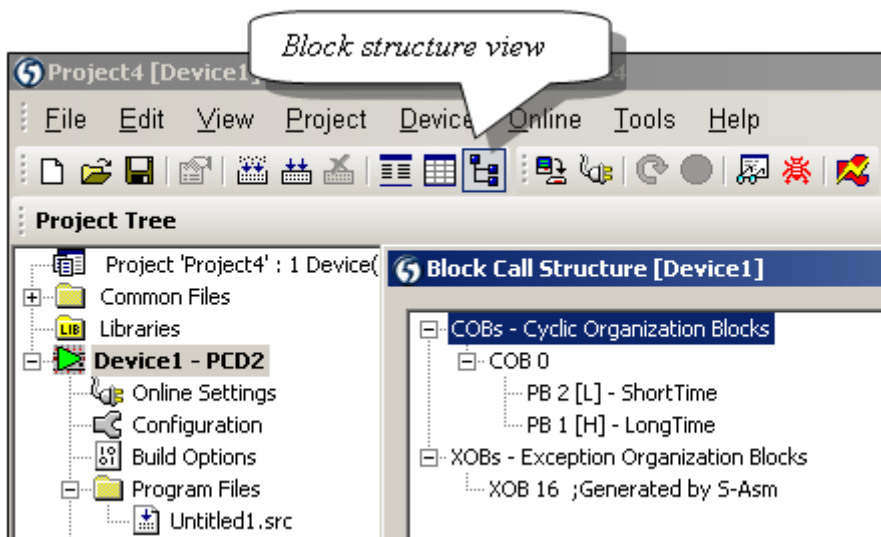 Block structure view
Project4 [Device1]
File Edit View Project Device Online Tools Help
Project Tree
Project 'Project4' : 1 Device(
Common Files
LIB Libraries
Device1 - PCD2
Online Settings
Configuration
Build Options
Program Files
Untitled1.src
Block Call Structure [Device1]
COBs - Cyclic Organization Blocks
COB 0
PB 2 [L] - ShortTime
PB 1 [H] - LongTime
XOBs - Exception Organization Blocks
XOB 16 ;Generated by S-Asm